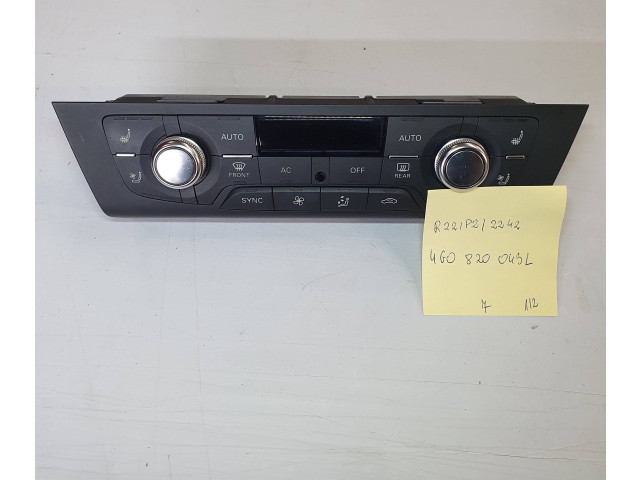 AUTO
AUTO
FRONT
AC
OFF
REAR
SYNC
R221P2/2242
4G0 820 043L
7 112